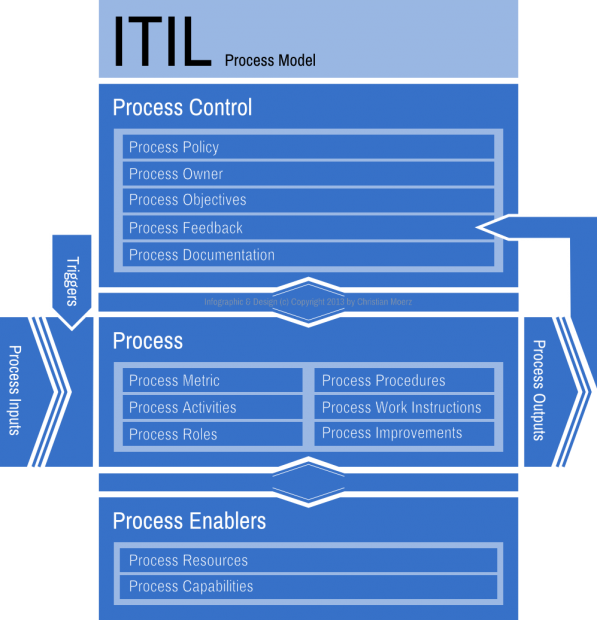 ITIL Process Model
Process Control
Process Policy
Process Owner
Process Objectives
Process Feedback
Process Documentation
Triggers
Infographic & Design (c) Copyright 2013 by Christian Moerz
Process Inputs
Process
Process Metric
Process Activities
Process Roles
Process Procedures
Process Work Instructions
Process Improvements
Process Outputs
Process Enablers
Process Resources
Process Capabilities